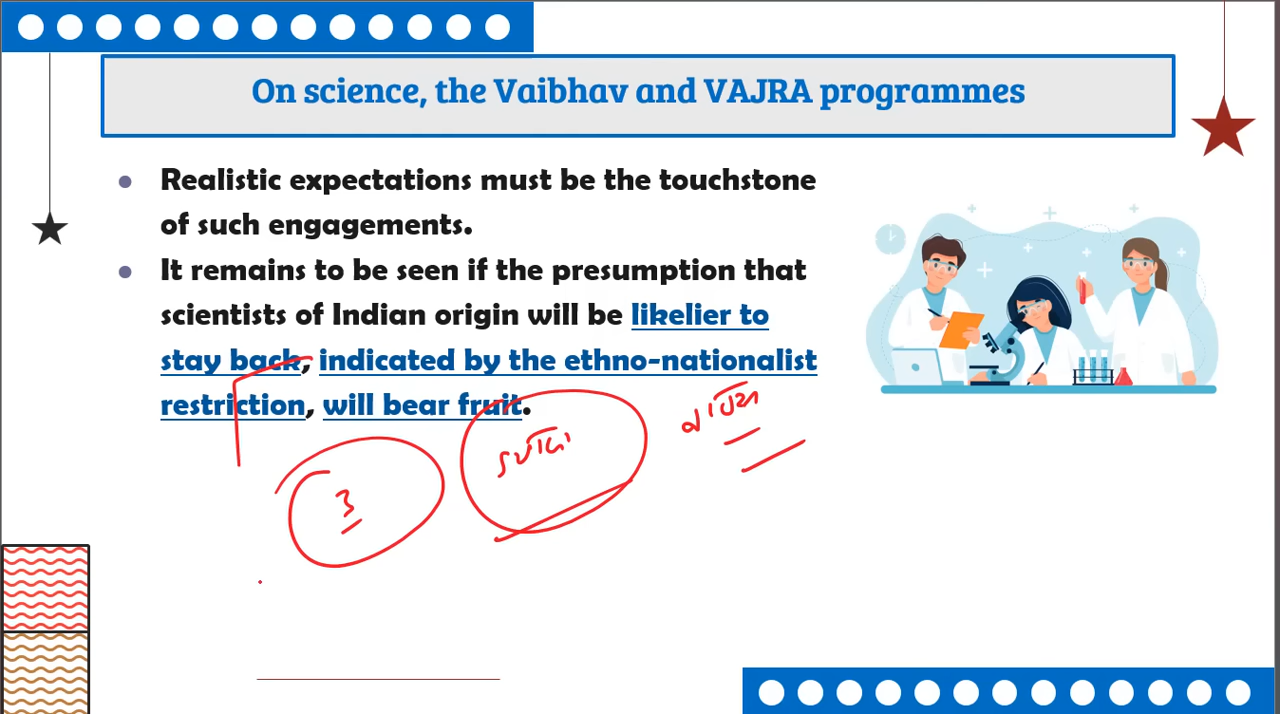 On science, the Vaibhav and VAJRA programmes
Realistic expectations must be the touchstone
of such engagements.
It remains to be seen if the presumption that
scientists of Indian origin will be likelier to
stay back, indicated by the ethno-nationalist
restriction, will bear fruit.
3